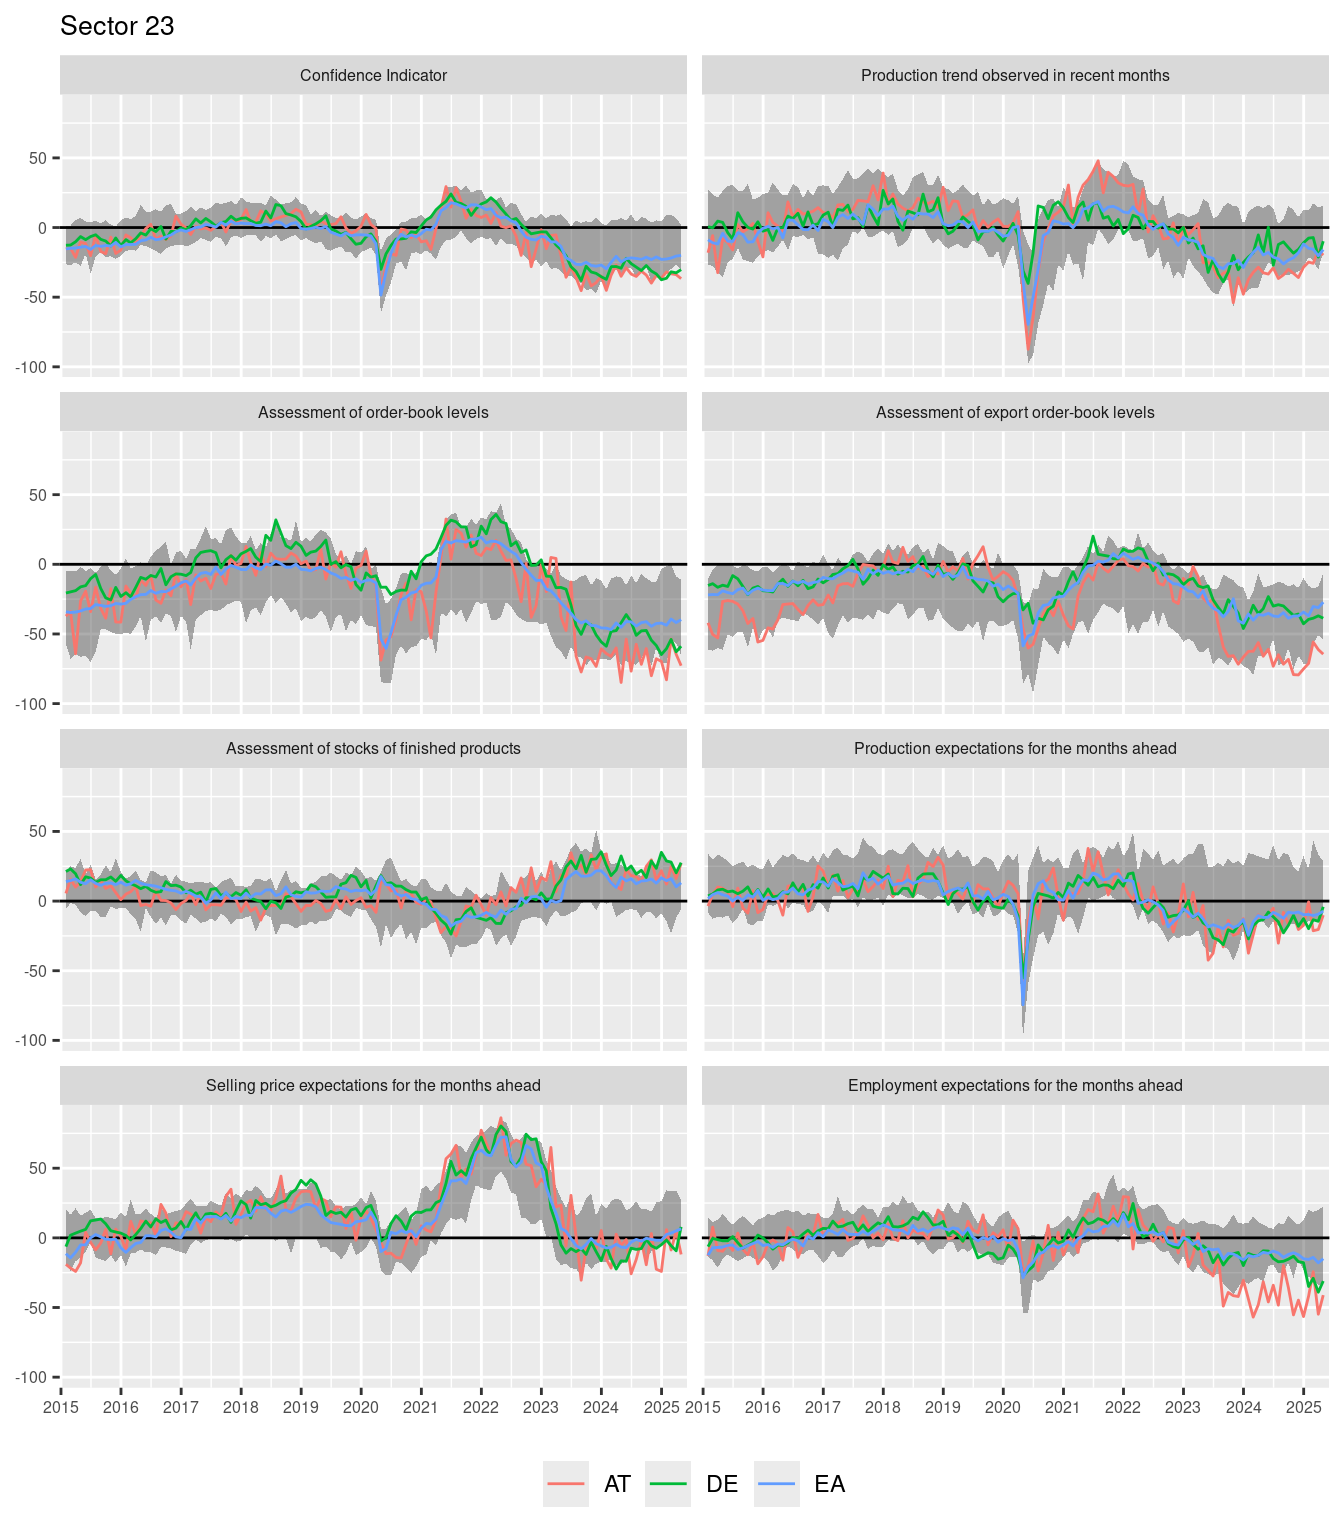 Sector 23
Confidence Indicator
Production trend observed in recent months
50
0
-50
-100
Assessment of order-book levels
Assessment of export order-book levels
50
0
-50
-100
Assessment of stocks of finished products
Production expectations for the months ahead
50
0
-50
-100
Selling price expectations for the months ahead
Employment expectations for the months ahead
50
0
-50
-100
2015 2016 2017 2018 2019 2020 2021 2022 2023 2024 2025 2015 2016 2017 2018 2019 2020 2021 2022 2023 2024 2025
AT DE EA